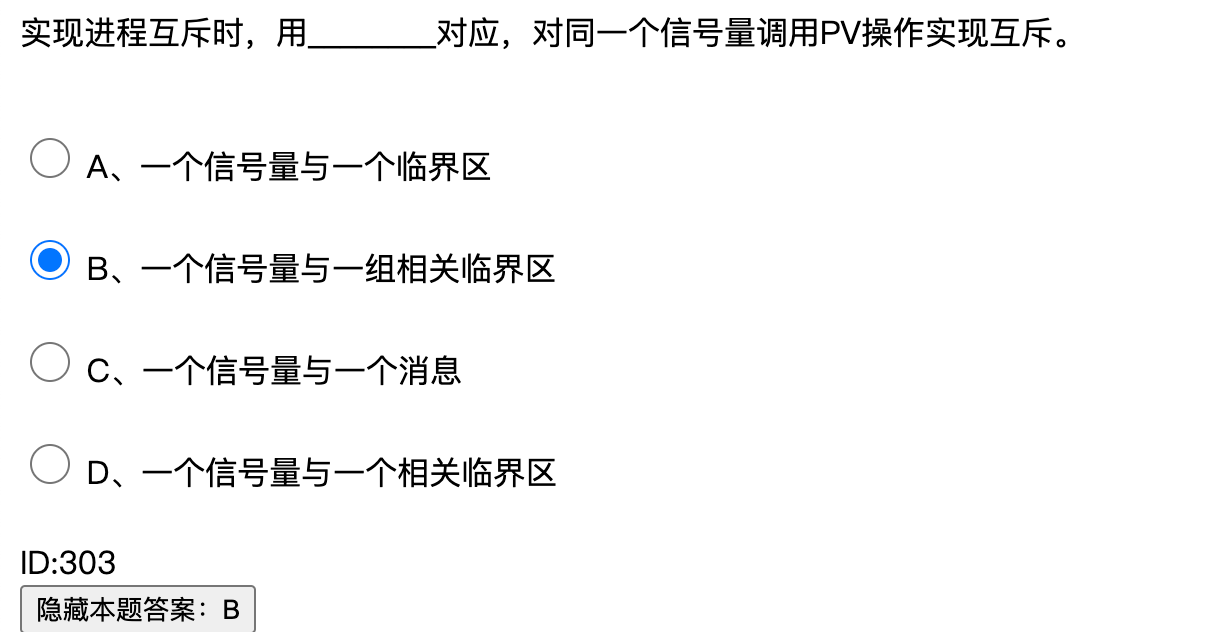 实现进程互斥时，用________对应，对同一个信号量调用PV操作实现互斥。
A、一个信号量与一个临界区
B、一个信号量与一组相关临界区
C、一个信号量与一个消息
D、一个信号量与一个相关临界区
ID:303
隐藏本题答案：B